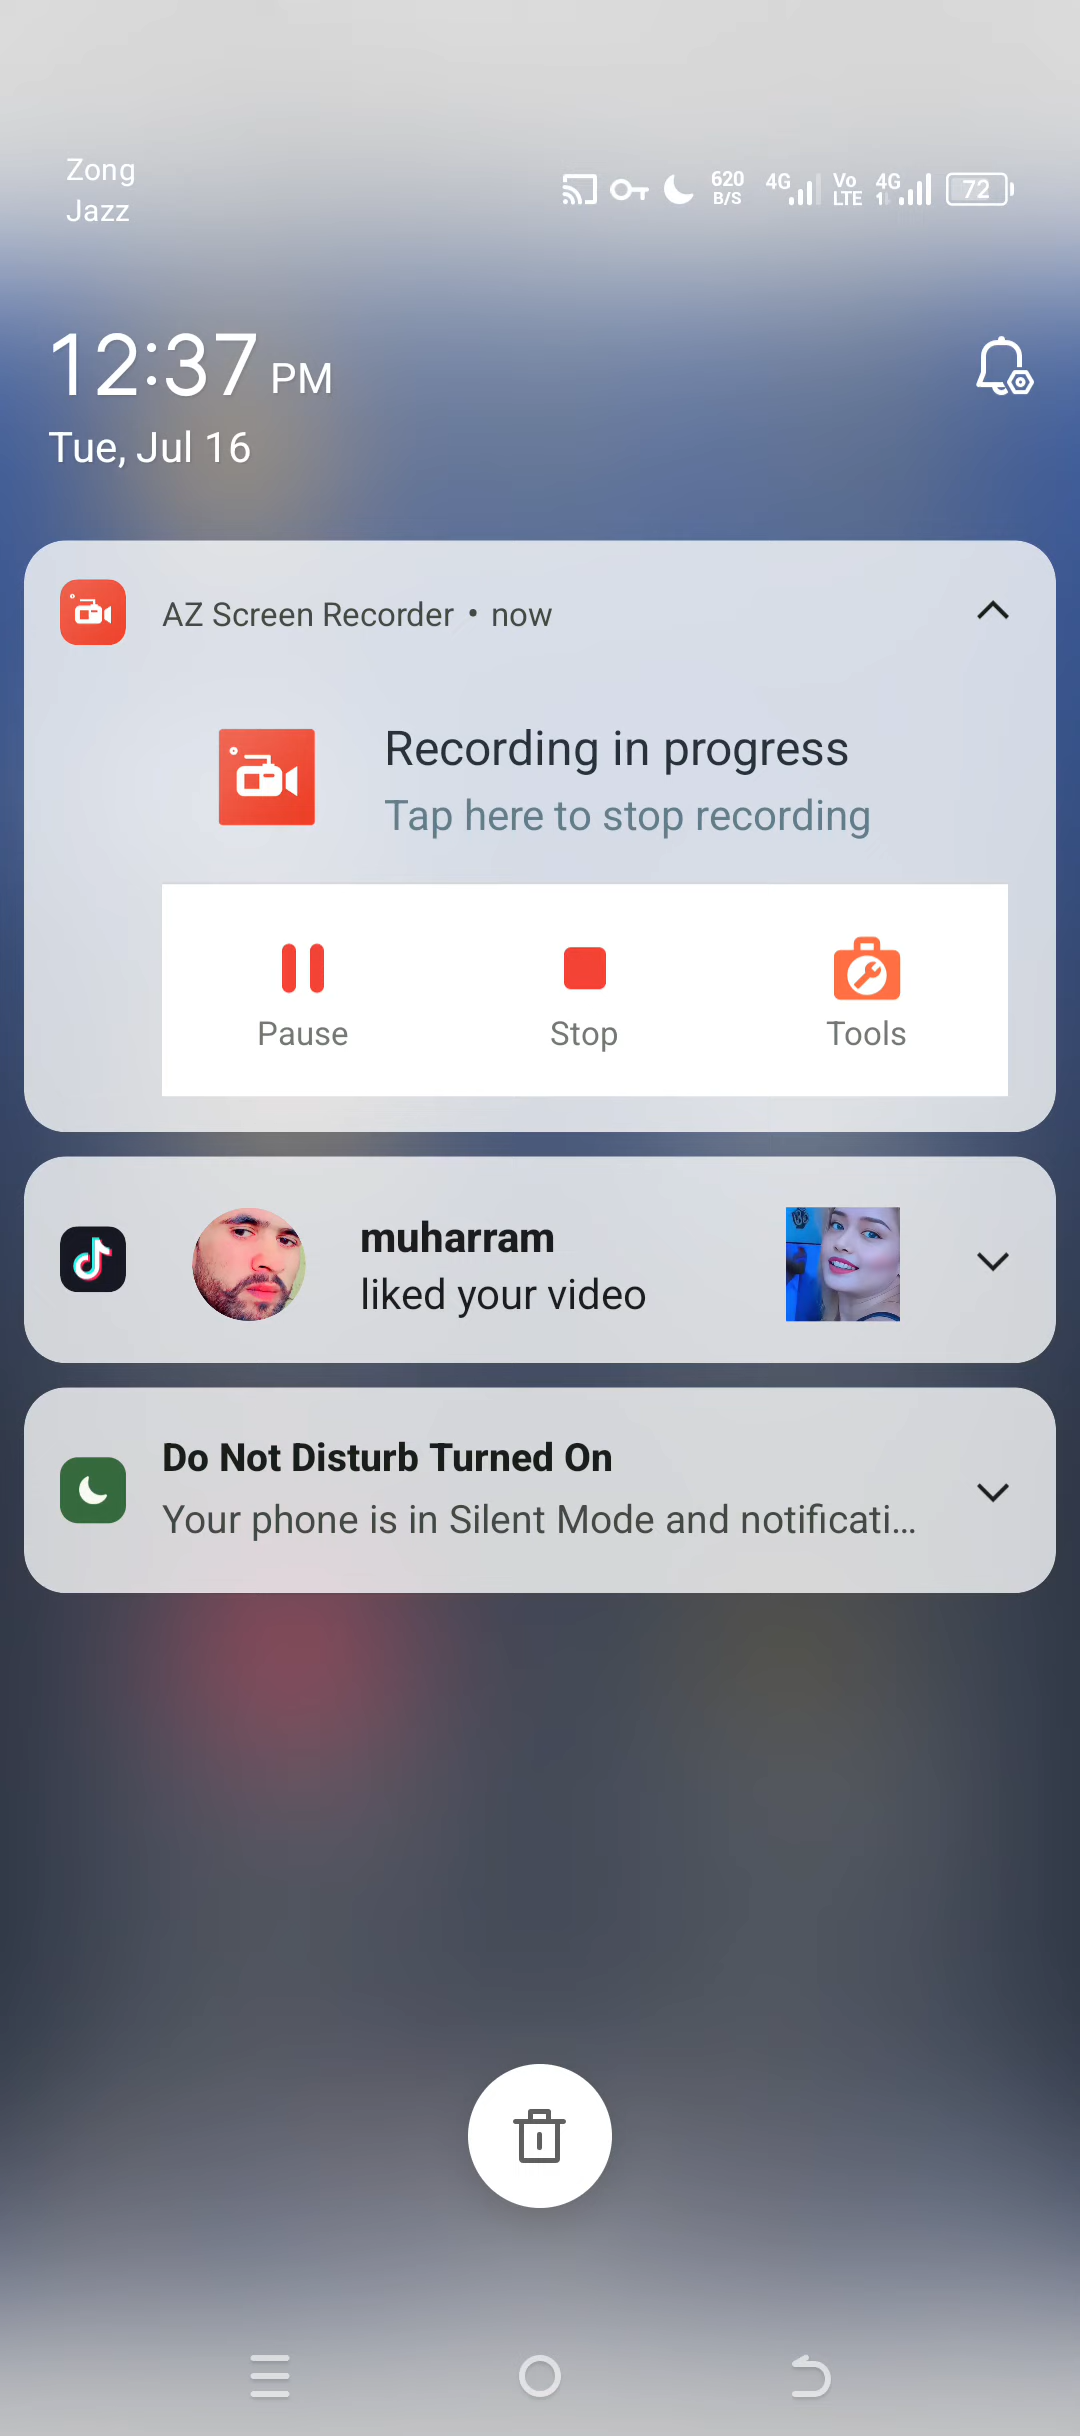 Zong
Jazz
620
B/S
4G
Vo
LTE
4G
72
12:37 PM
Tue, Jul 16
AZ Screen Recorder • now
Recording in progress
Tap here to stop recording
Pause Stop Tools
muharram
liked your video
Do Not Disturb Turned On
Your phone is in Silent Mode and notificati...